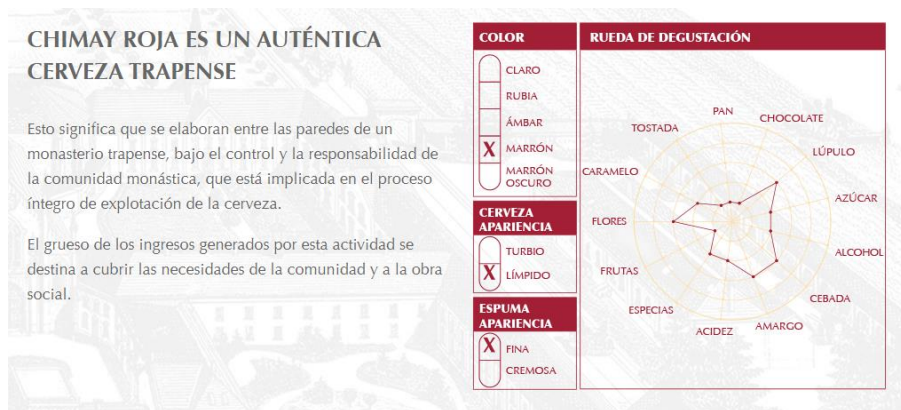 CHIMAY ROJA ES UN AUTÉNTICA
CERVEZA TRAPENSE
Esto significa que se elaboran entre las paredes de un
monasterio trapense, bajo el control y la responsabilidad de
la comunidad monástica, que está implicada en el proceso
íntegro de explotación de la cerveza.
El grueso de los ingresos generados por esta actividad se
destina a cubrir las necesidades de la comunidad y a la obra
social.
COLOR
CLARO
RUBIA
ÁMBAR
X MARRÓN
MARRÓN
OSCURO
CERVEZA
APARIENCIA
TURBIO
X LÍMPIDO
ESPUMA
APARIENCIA
X FINA
CREMOSA
RUEDA DE DEGUSTACIÓN
PAN
CHOCOLATE
LÚPULO
AZÚCAR
ALCOHOL
CEBADA
AMARGO
ACIDEZ
ESPECIAS
FRUTAS
FLORES
CARAMELO
TOSTADA